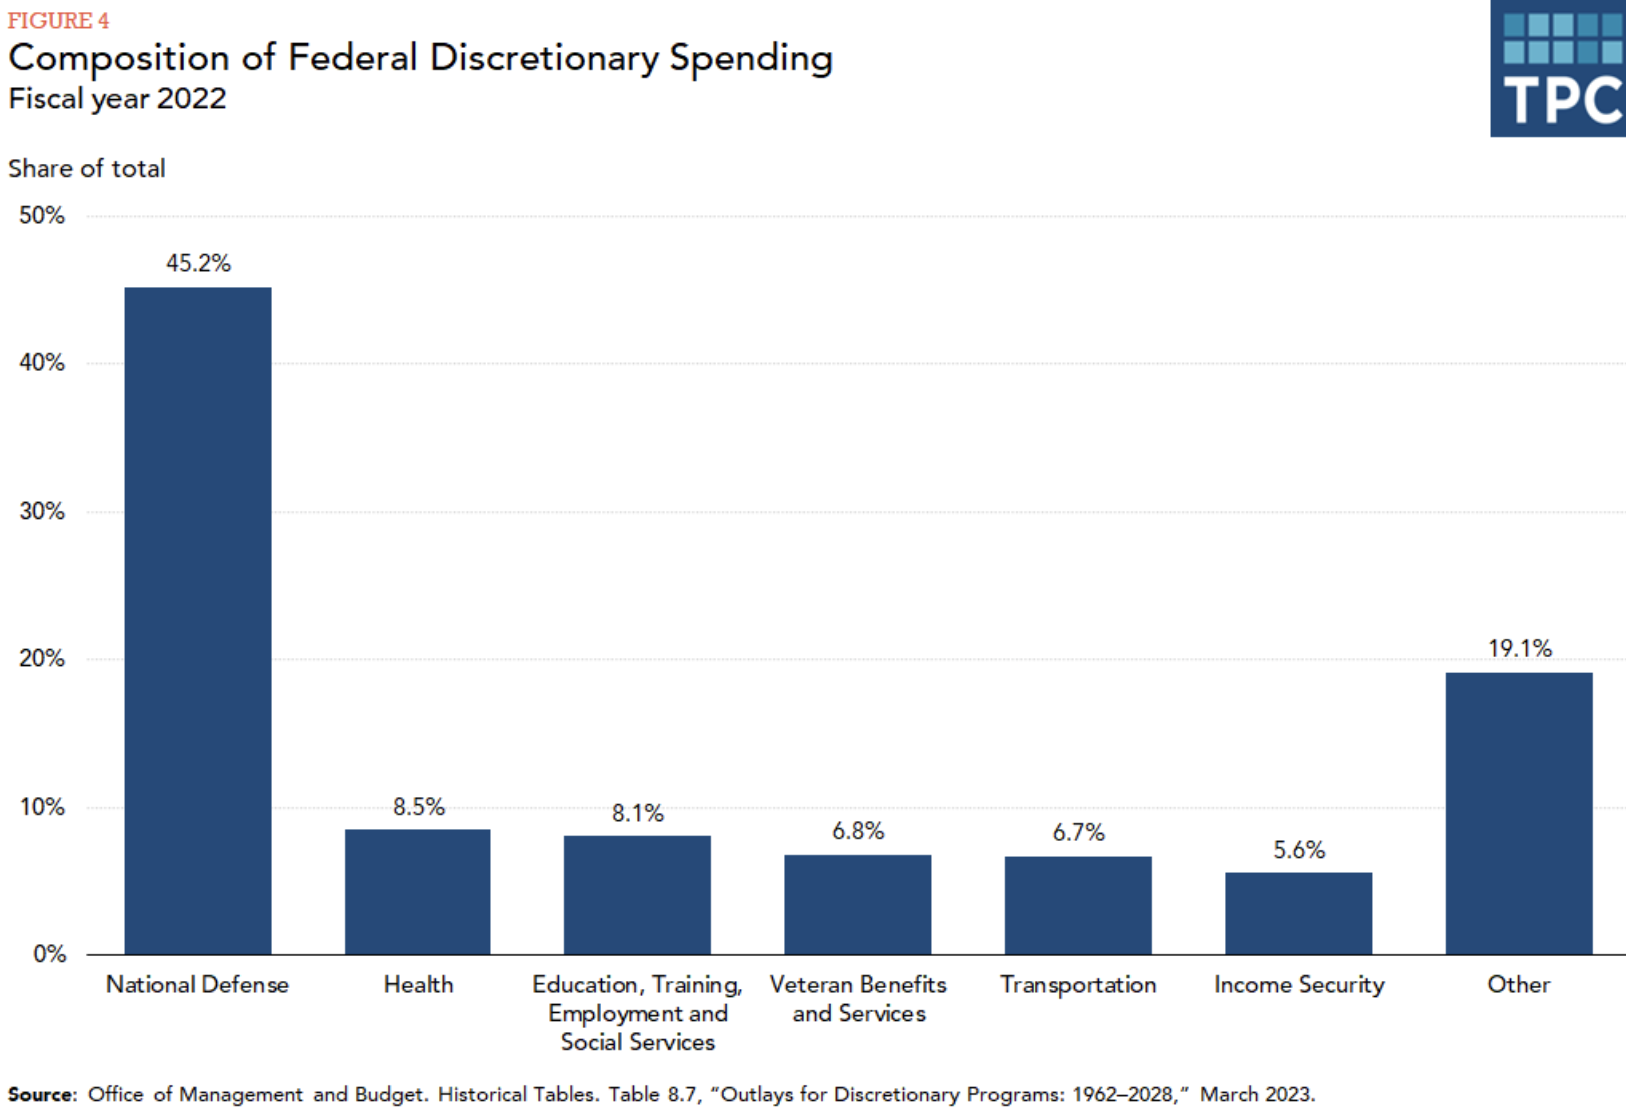 FIGURE 4
Composition of Federal Discretionary Spending
Fiscal year 2022
TPC
Share of total
50%
45.2%
40%
30%
20%
19.1%
10%
8.5%
8.1%
6.8%
6.7%
5.6%
0%
National Defense
Health
Education, Training,
Employment and
Social Services
Veteran Benefits
and Services
Transportation
Income Security
Other
Source: Office of Management and Budget. Historical Tables. Table 8.7, “Outlays for Discretionary Programs: 1962–2028,” March 2023.